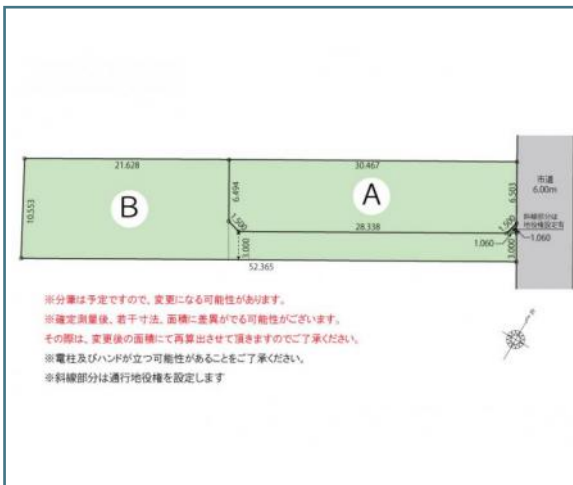 21.628
30.467
市道
6.00m
10.553
B
6.494
A
6.503
斜線部分は
地役権設定有
1.500
28.338
1.500
1.060
1.060
3.000
3.000
52.365
※分庫は予定ですので、変更になる可能性があります。
※確定測量後、若干寸法、面積に差異がでる可能性がございます。
その際は、変更後の面積にて再算出させて頂きますのでご了承ください。
※電柱及びハンドが立つ可能性があることをご了承ください。
※斜線部分は通行地役権を設定します